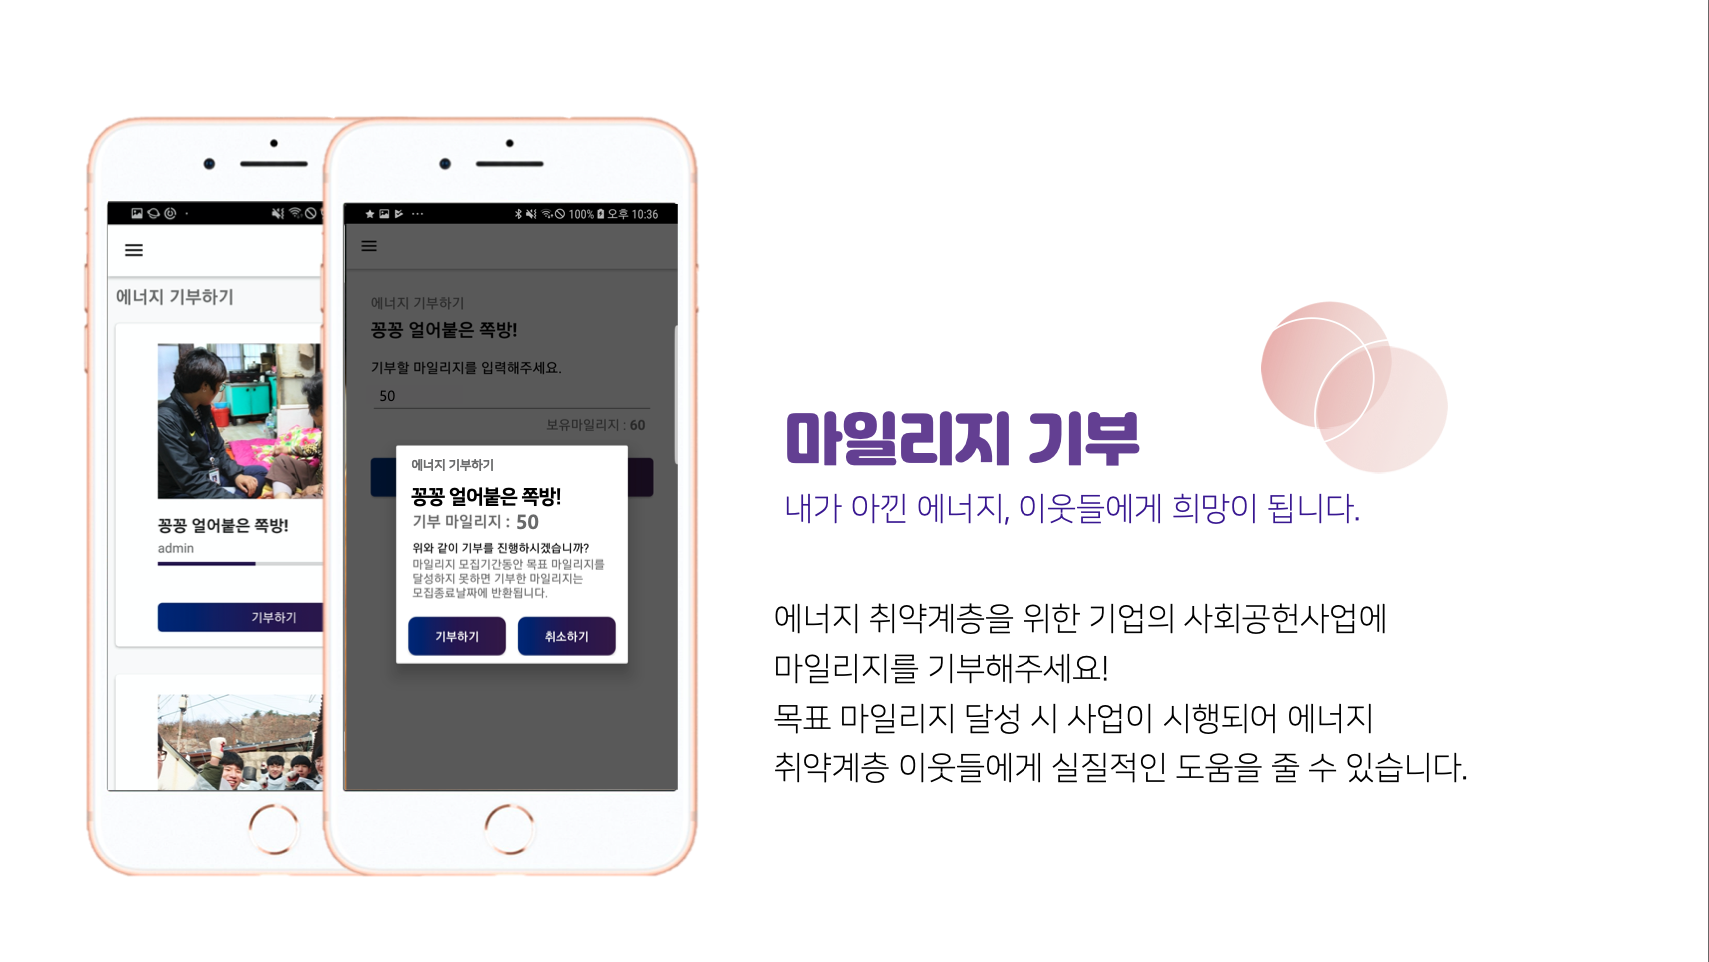 에너지 기부하기
꽁꽁 얼어붙은 쪽방!
admin
기부하기
100% 오후 10:36
에너지 기부하기
꽁꽁 얼어붙은 쪽방!
기부할 마일리지를 입력해주세요.
50
보유마일리지 : 60
에너지 기부하기
꽁꽁 얼어붙은 쪽방!
기부 마일리지 : 50
위와 같이 기부를 진행하시겠습니까?
마일리지 모집기간동안 목표 마일리지를
달성하지 못하면 기부한 마일리지는
모집종료날짜에 반환됩니다.
기부하기
취소하기
마일리지 기부
내가 아낀 에너지, 이웃들에게 희망이 됩니다.
에너지 취약계층을 위한 기업의 사회공헌사업에
마일리지를 기부해주세요!
목표 마일리지 달성 시 사업이 시행되어 에너지
취약계층 이웃들에게 실질적인 도움을 줄 수 있습니다.